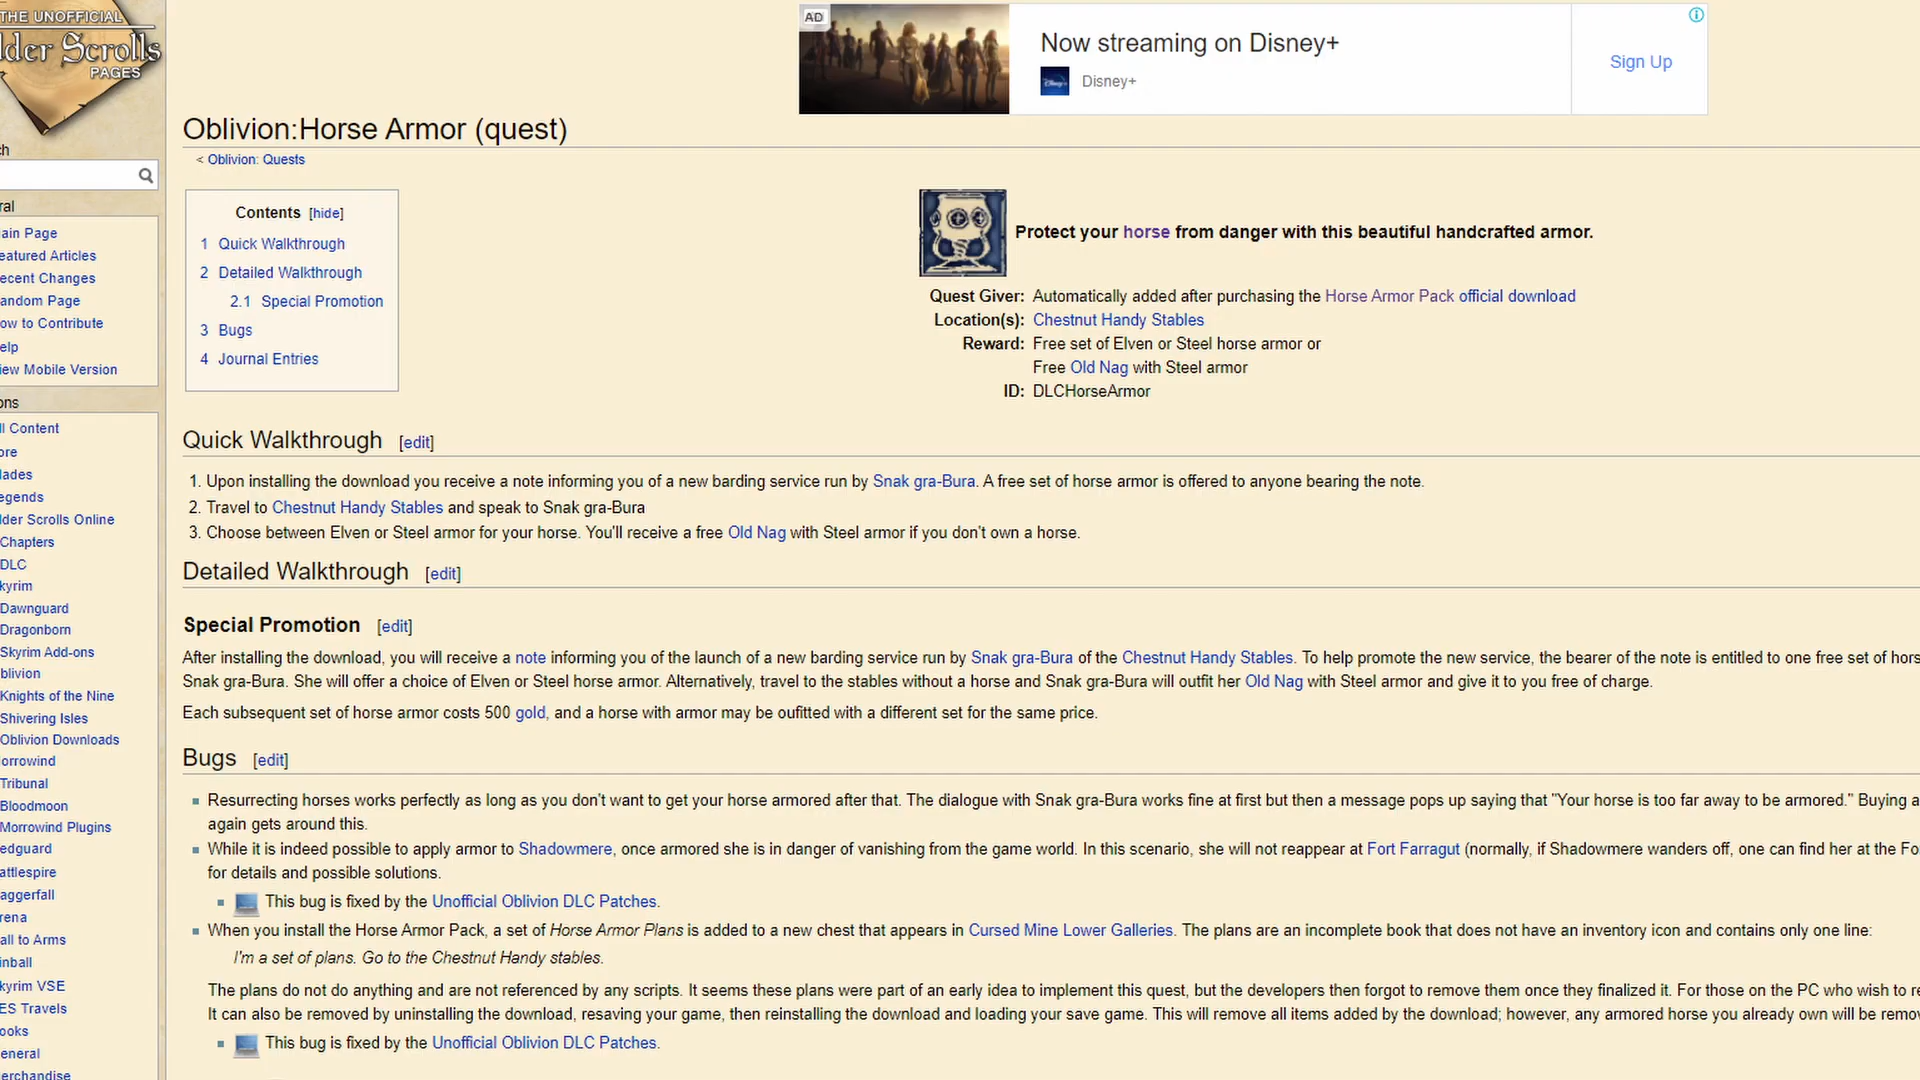 THE UNOFFICIAL
lder Scrolls
PAGES
AD
Now streaming on Disney+
Disney+
Sign Up
Oblivion:Horse Armor (quest)
< Oblivion: Quests
ch
ral
ain Page
eatured Articles
ecent Changes
andom Page
ow to Contribute
elp
iew Mobile Version
ons
ll Content
ore
lades
egends
lder Scrolls Online
Chapters
DLC
kyrim
Dawnguard
Dragonborn
Skyrim Add-ons
blivion
Knights of the Nine
Shivering Isles
Oblivion Downloads
orrowind
Tribunal
Bloodmoon
Morrowind Plugins
edguard
attlespire
aggerfall
rena
all to Arms
inball
kyrim VSE
ES Travels
ooks
eneral
erchandise
Contents [hide]
1 Quick Walkthrough
2 Detailed Walkthrough
2.1 Special Promotion
3 Bugs
4 Journal Entries
Protect your horse from danger with this beautiful handcrafted armor.
Quest Giver: Automatically added after purchasing the Horse Armor Pack official download
Location(s): Chestnut Handy Stables
Reward: Free set of Elven or Steel horse armor or
Free Old Nag with Steel armor
ID: DLCHorseArmor
Quick Walkthrough [edit]
1. Upon installing the download you receive a note informing you of a new barding service run by Snak gra-Bura. A free set of horse armor is offered to anyone bearing the note.
2. Travel to Chestnut Handy Stables and speak to Snak gra-Bura
3. Choose between Elven or Steel armor for your horse. You'll receive a free Old Nag with Steel armor if you don't own a horse.
Detailed Walkthrough [edit]
Special Promotion [edit]
After installing the download, you will receive a note informing you of the launch of a new barding service run by Snak gra-Bura of the Chestnut Handy Stables. To help promote the new service, the bearer of the note is entitled to one free set of hors
Snak gra-Bura. She will offer a choice of Elven or Steel horse armor. Alternatively, travel to the stables without a horse and Snak gra-Bura will outfit her Old Nag with Steel armor and give it to you free of charge.
Each subsequent set of horse armor costs 500 gold, and a horse with armor may be oufitted with a different set for the same price.
Bugs [edit]
Resurrecting horses works perfectly as long as you don't want to get your horse armored after that. The dialogue with Snak gra-Bura works fine at first but then a message pops up saying that "Your horse is too far away to be armored." Buying a
again gets around this.
While it is indeed possible to apply armor to Shadowmere, once armored she is in danger of vanishing from the game world. In this scenario, she will not reappear at Fort Farragut (normally, if Shadowmere wanders off, one can find her at the Fo
for details and possible solutions.
This bug is fixed by the Unofficial Oblivion DLC Patches.
When you install the Horse Armor Pack, a set of Horse Armor Plans is added to a new chest that appears in Cursed Mine Lower Galleries. The plans are an incomplete book that does not have an inventory icon and contains only one line:
I'm a set of plans. Go to the Chestnut Handy stables.
The plans do not do anything and are not referenced by any scripts. It seems these plans were part of an early idea to implement this quest, but the developers then forgot to remove them once they finalized it. For those on the PC who wish to re
It can also be removed by uninstalling the download, resaving your game, then reinstalling the download and loading your save game. This will remove all items added by the download; however, any armored horse you already own will be remov
This bug is fixed by the Unofficial Oblivion DLC Patches.